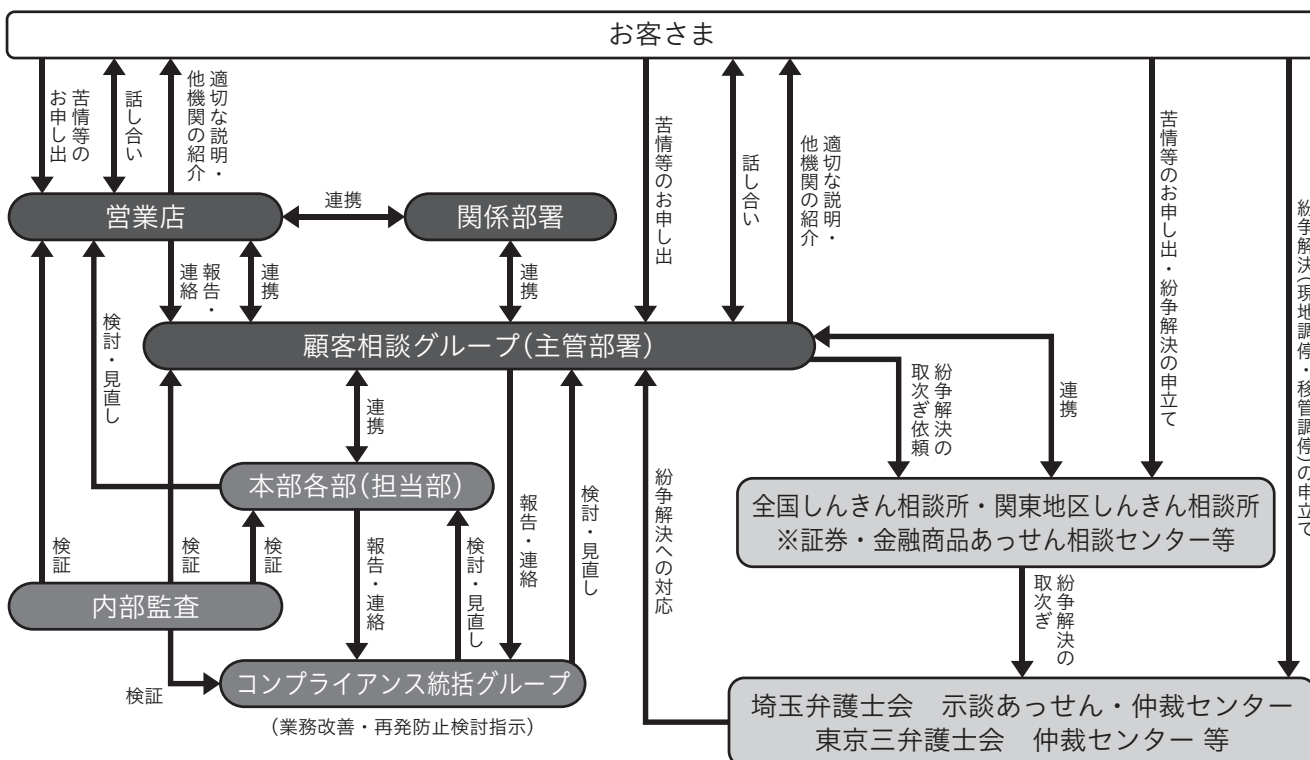 お客さま
苦情等の
お申し出
話し合い
適切な説明・
他機関の紹介
苦情等のお申し出
話し合い
適切な説明・
他機関の紹介
苦情等のお申し出・紛争解決の申立て
紛争解決(現地調停・移管調停)の申立て
営業店
連携
関係部署
報告・
連絡
連携
連携
検討・見直し
顧客相談グループ(主管部署)
連携
紛争解決の
取次ぎ依頼
連携
本部各部(担当部)
報告・連絡
検討・見直し
紛争解決への対応
全国しんきん相談所・関東地区しんきん相談所
※証券・金融商品あっせん相談センター等
検証
検証
検証
報告・連絡
検討・見直し
紛争解決の
取次ぎ
内部監査
検証
コンプライアンス統括グループ
(業務改善・再発防止検討指示)
埼玉弁護士会 示談あっせん・仲裁センター
東京三弁護士会 仲裁センター 等